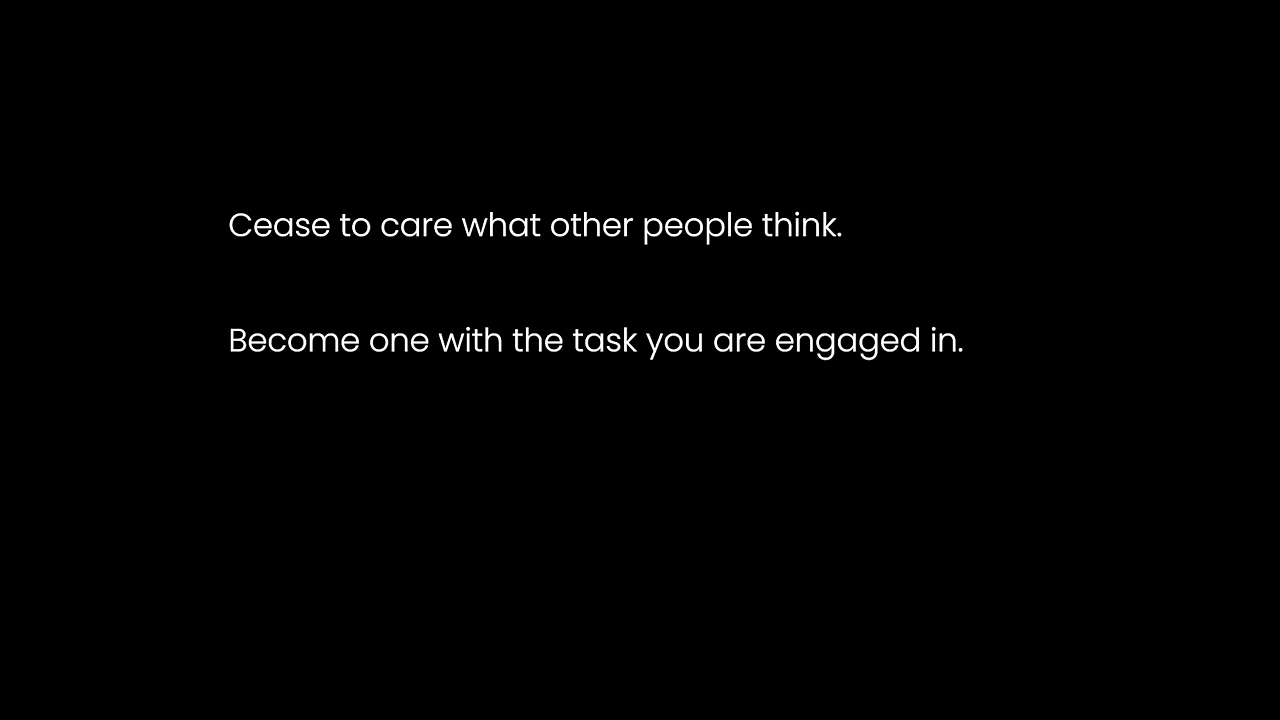 Cease to care what other people think.
Become one with the task you are engaged in.